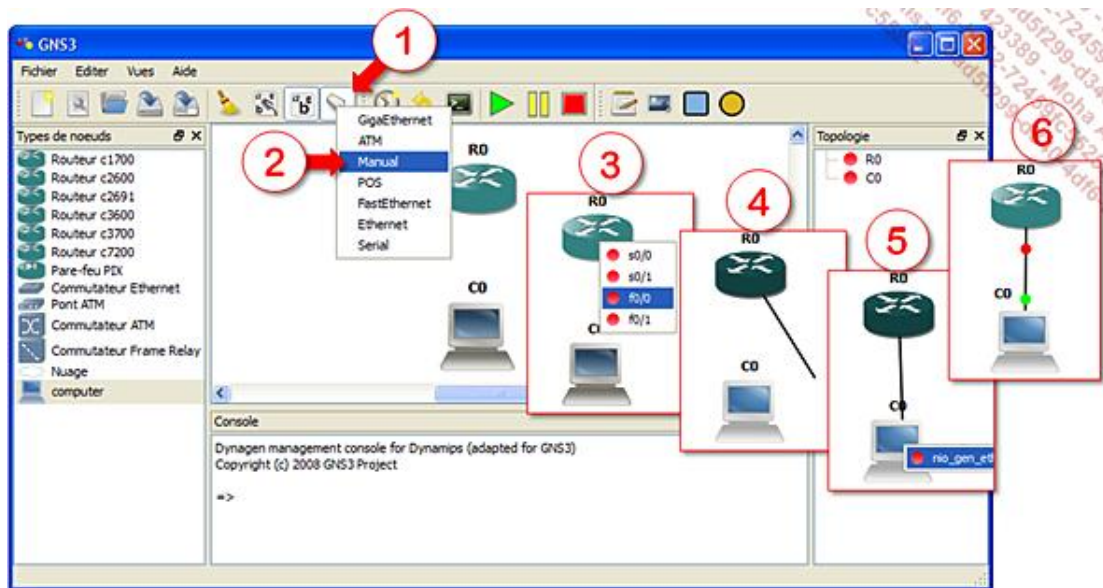 GNS3
Fichier Editer Vues Aide
Types de noeuds
Routeur c1700
Routeur c2600
Routeur c2691
Routeur c3600
Routeur c3700
Routeur c7200
Pare-feu PIX
Commutateur Ethernet
Pont ATM
Commutateur ATM
Commutateur Frame Relay
Nuage
computer
1
2
GigaEthernet
ATM
Manual
POS
FastEthernet
Ethernet
Serial
R0
C0
3
R0
s0/0
s0/1
f0/0
f0/1
4
R0
C0
5
R0
C0
nio_gen_et
6
R0
C0
Topologie
R0
C0
Console
Dynagen management console for Dynamips (adapted for GNS3)
Copyright (c) 2008 GNS3 Project
=>